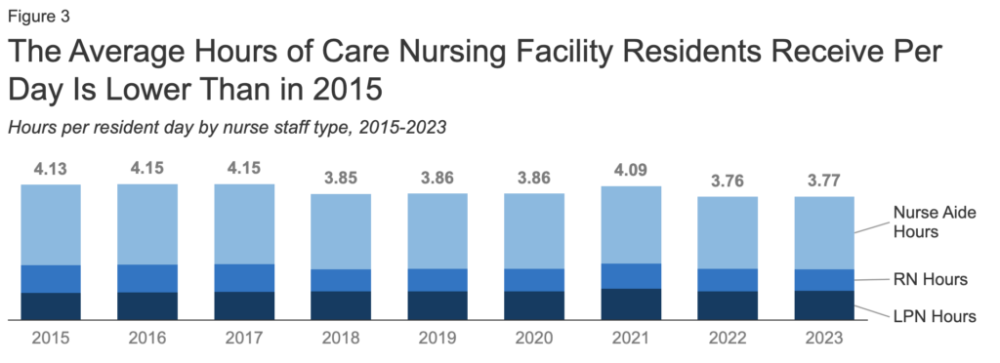 Figure 3
The Average Hours of Care Nursing Facility Residents Receive Per
Day Is Lower Than in 2015
Hours per resident day by nurse staff type, 2015-2023
4.13 4.15 4.15 3.85 3.86 3.86 4.09 3.76 3.77
Nurse Aide
Hours
RN Hours
LPN Hours
2015 2016 2017 2018 2019 2020 2021 2022 2023